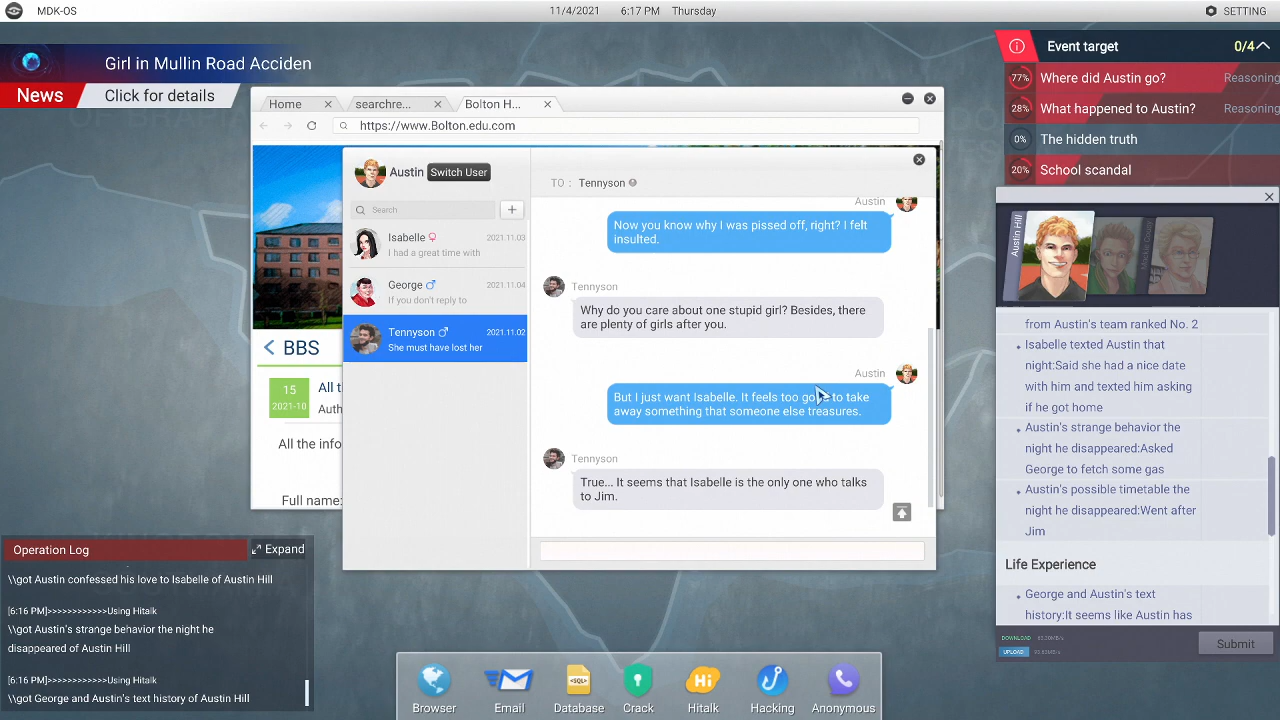 MDK-OS
11/4/2021 6:17 PM Thursday
SETTING
Girl in Mullin Road Acciden
News
Click for details
Home
searchre...
Bolton H...
https://www.Bolton.edu.com
BBS
15
2021-10
All t
Auth
All the info
Full name:
Austin
Switch User
Search
Isabelle
2021.11.03
I had a great time with
George
2021.11.04
If you don't reply to
Tennyson
2021.11.02
She must have lost her
TO : Tennyson
Austin
Now you know why I was pissed off, right? I felt
insulted.
Tennyson
Why do you care about one stupid girl? Besides, there
are plenty of girls after you.
Austin
But I just want Isabelle. It feels too to take
away something that someone else treasures.
Tennyson
True... It seems that Isabelle is the only one who talks
to Jim.
Event target
0/4
77% Where did Austin go? Reasoning
28% What happened to Austin? Reasoning
0% The hidden truth
20% School scandal
Austin Hill
from Austin's team ranked No. 2
Isabelle texted Austin that
night:Said she had a nice date
with him and texted him asking
if he got home
Austin's strange behavior the
night he disappeared:Asked
George to fetch some gas
Austin's possible timetable the
night he disappeared:Went after
Jim
Life Experience
George and Austin's text
history:It seems like Austin has
DOWNLOAD
UPLOAD
Submit
Operation Log
Expand
\\got Austin confessed his love to Isabelle of Austin Hill
[6:16 PM]>>>>>>>>>>>>Using Hitalk
\\got Austin's strange behavior the night he
disappeared of Austin Hill
[6:16 PM]>>>>>>>>>>>>Using Hitalk
\\got George and Austin's text history of Austin Hill
Hi
<SQL>
Browser
Email
Database
Crack
Hitalk
Hacking
Anonymous